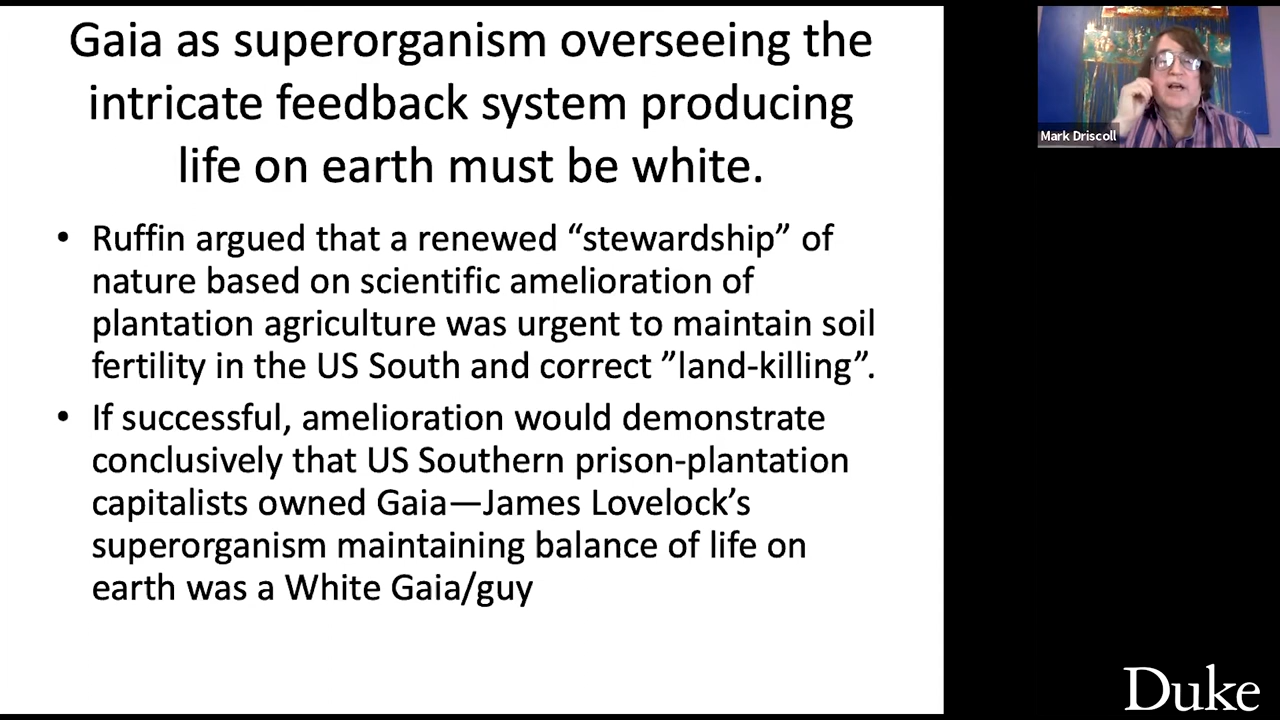 Gaia as superorganism overseeing the
intricate feedback system producing
life on earth must be white.
• Ruffin argued that a renewed “stewardship” of
nature based on scientific amelioration of
plantation agriculture was urgent to maintain soil
fertility in the US South and correct ”land-killing”.
• If successful, amelioration would demonstrate
conclusively that US Southern prison-plantation
capitalists owned Gaia—James Lovelock’s
superorganism maintaining balance of life on
earth was a White Gaia/guy
Mark Driscoll
Duke